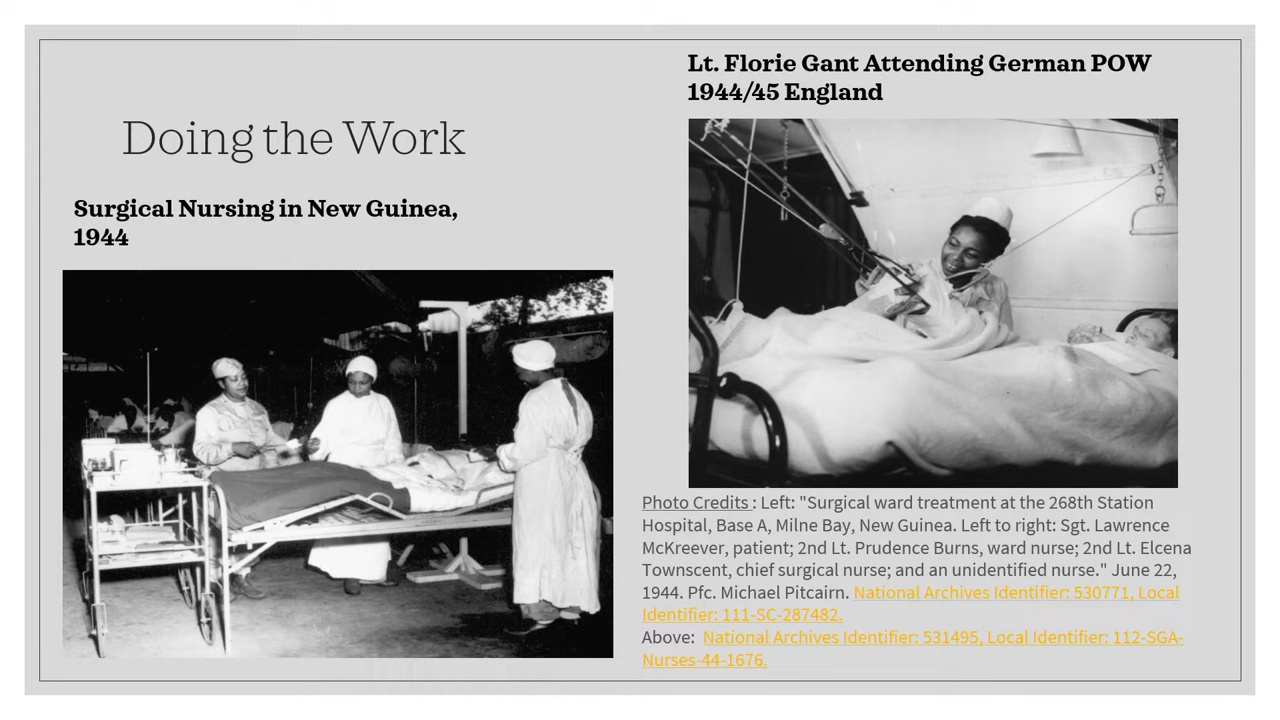 Doing the Work
Surgical Nursing in New Guinea,
1944
Lt. Florie Gant Attending German POW
1944/45 England
Photo Credits : Left: "Surgical ward treatment at the 268th Station
Hospital, Base A, Milne Bay, New Guinea. Left to right: Sgt. Lawrence
McKreever, patient; 2nd Lt. Prudence Burns, ward nurse; 2nd Lt. Elcena
Townscent, chief surgical nurse; and an unidentified nurse." June 22,
1944. Pfc. Michael Pitcairn. National Archives Identifier: 530771, Local
Identifier: 111-SC-287482.
Above:  National Archives Identifier: 531495, Local Identifier: 112-SGA-
Nurses-44-1676.